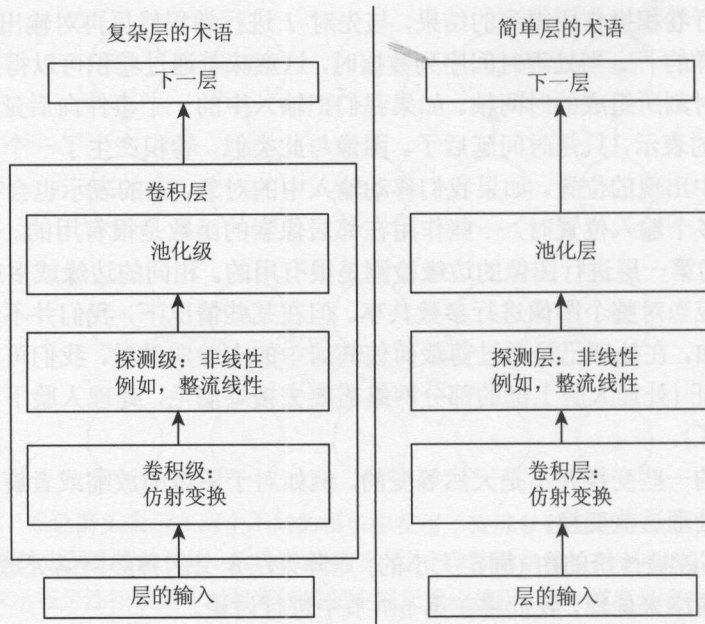 复杂层的术语
下一层
卷积层
池化级
探测级：非线性
例如，整流线性
卷积级：
仿射变换
层的输入
简单层的术语
下一层
池化层
探测层：非线性
例如，整流线性
卷积层：
仿射变换
层的输入